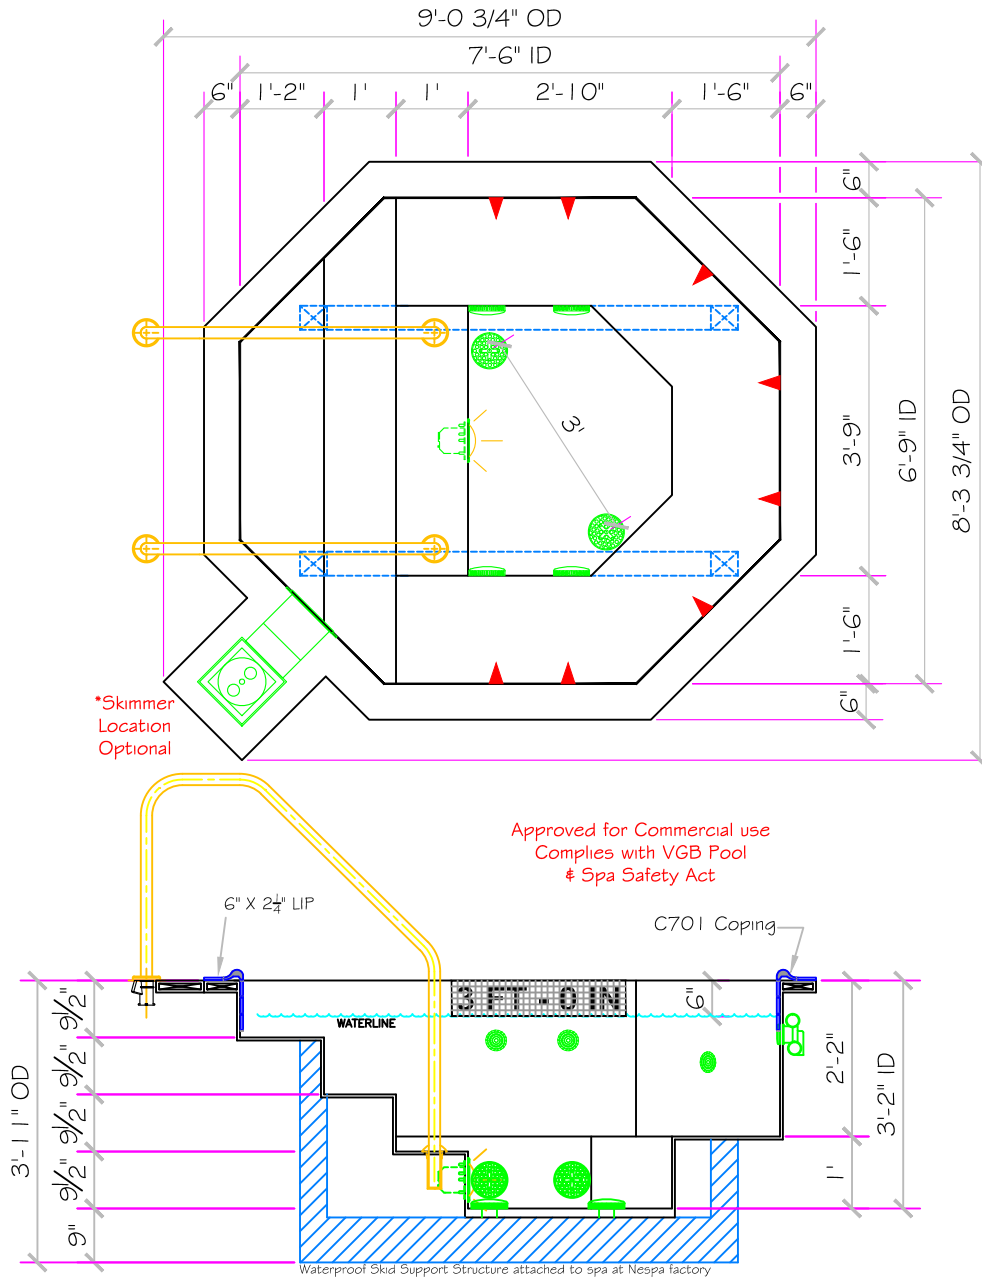 9'-0 3/4" OD
7'-6" ID
6" 1'-2" 1' 1' 2'-10" 1'-6" 6"
6"
1'-6"
3'-9"
6'-9" ID
8'-3 3/4" OD
1'-6"
6"
3'
*Skimmer
Location
Optional
Approved for Commercial use
Complies with VGB Pool
& Spa Safety Act
6" X 2¼" LIP
C701 Coping
3 FT - 0 IN
6"
WATERLINE
9½"
9½"
9½"
9½"
9"
3'-11" OD
2'-2"
1'
3'-2" ID
Waterproof Skid Support Structure attached to spa at Nespa factory